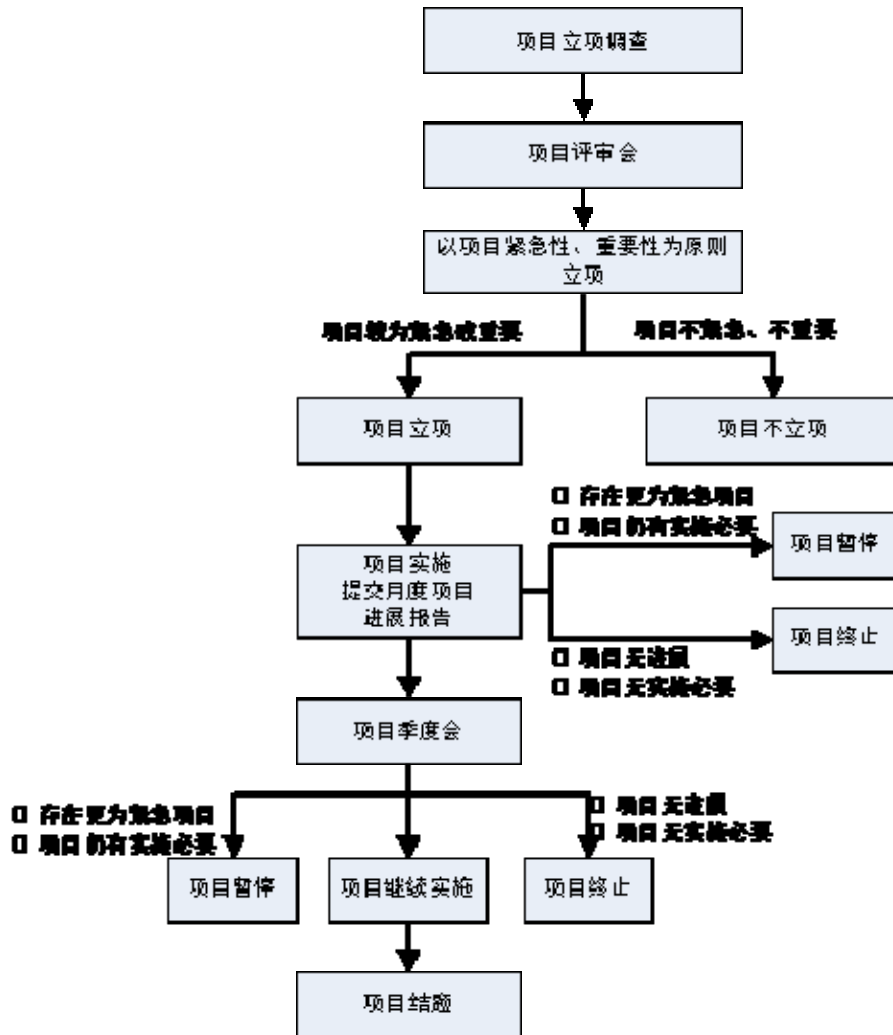 项目立项调查
项目评审会
以项目紧急性、重要性为原则
立项
项目较为紧急或重要
项目不紧急、不重要
项目立项
项目不立项
存在更为紧急项目
项目仍有实施必要
项目暂停
项目实施
提交月度项目
进展报告
项目终止
项目无进展
项目无实施必要
项目季度会
存在更为紧急项目
项目仍有实施必要
项目无进展
项目无实施必要
项目暂停
项目继续实施
项目终止
项目结题